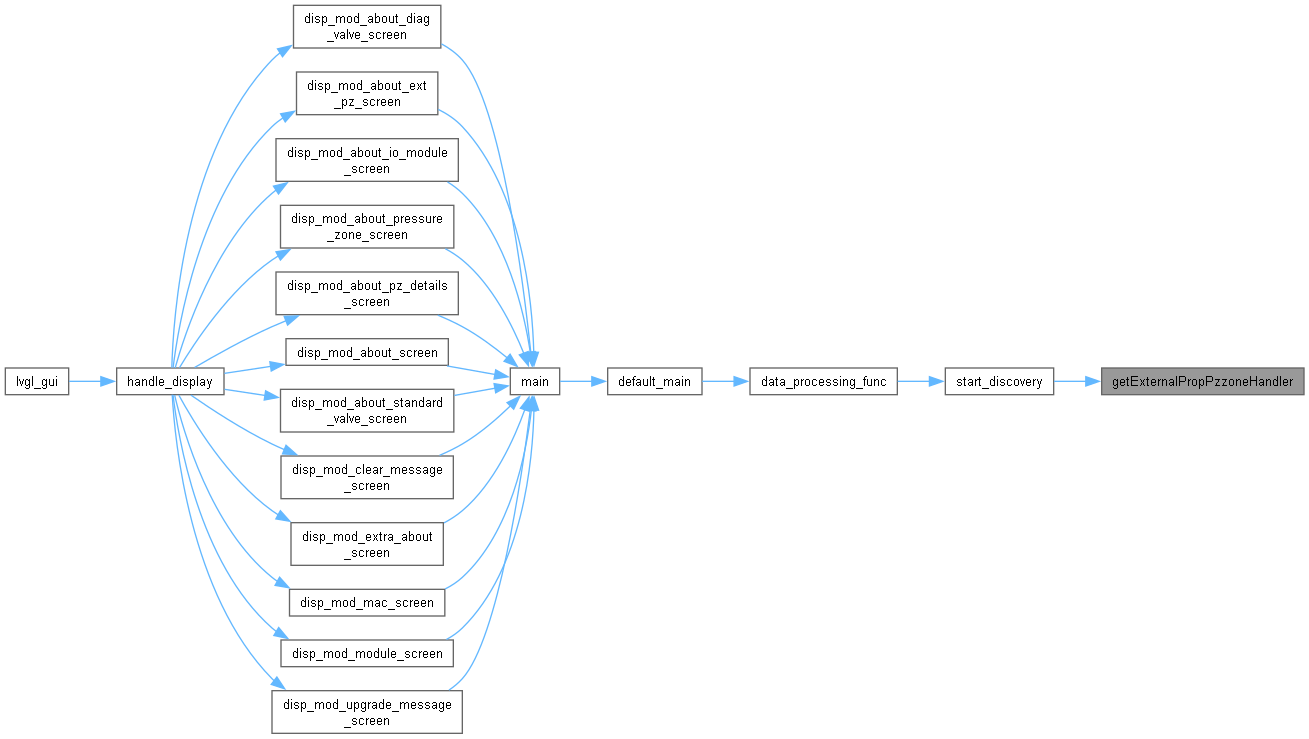 disp_mod_about_diag
_valve_screen
disp_mod_about_ext
_pz_screen
disp_mod_about_io_module
_screen
disp_mod_about_pressure
_zone_screen
disp_mod_about_pz_details
_screen
disp_mod_about_screen
lvgl_gui
handle_display
main
default_main
data_processing_func
start_discovery
getExternalPropPzzoneHandler
disp_mod_about_standard
_valve_screen
disp_mod_clear_message
_screen
disp_mod_extra_about
_screen
disp_mod_mac_screen
disp_mod_module_screen
disp_mod_upgrade_message
_screen